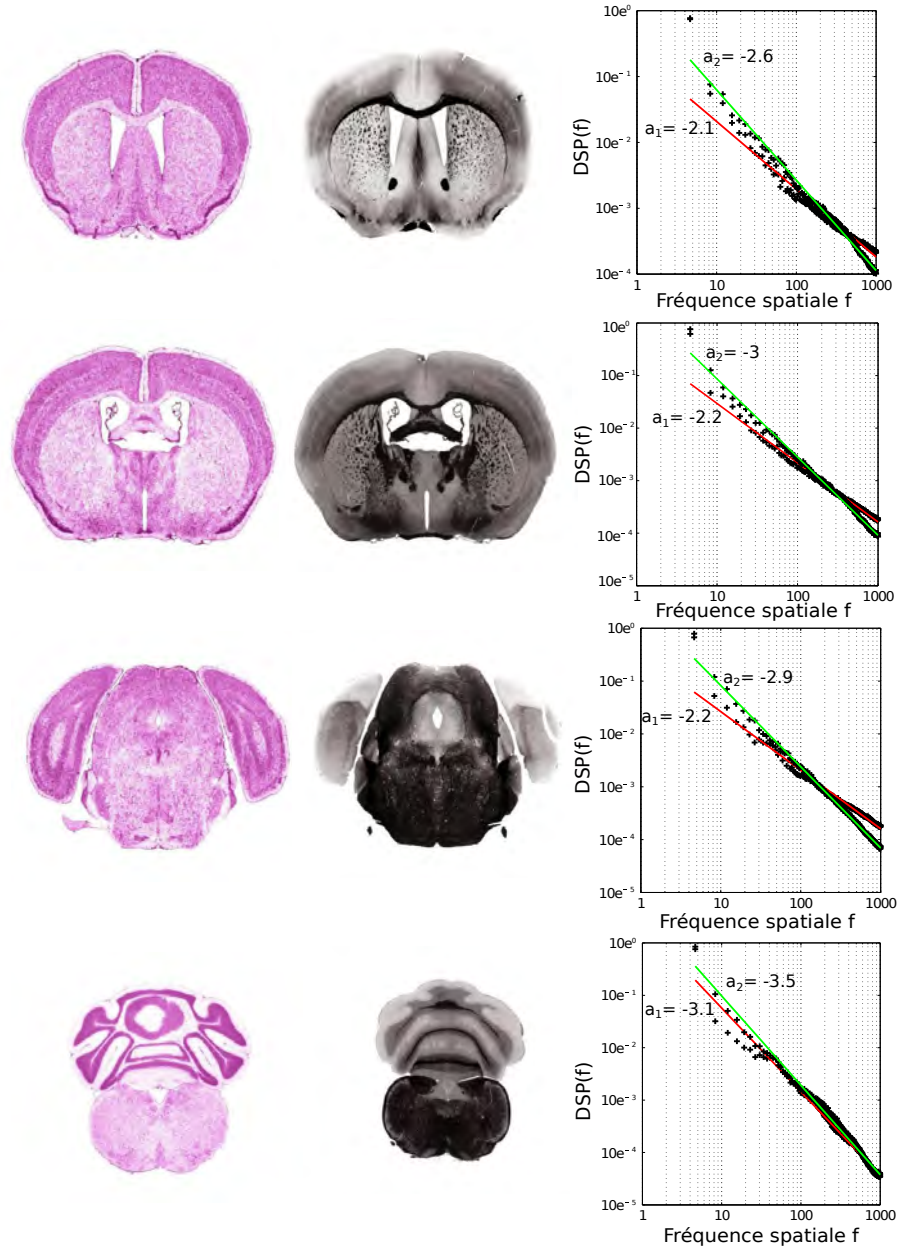 10e⁰
10e⁻¹
10e⁻²
10e⁻³
10e⁻⁴
DSP(f)
a₂= -2.6
a₁= -2.1
1 10 100 1000
Fréquence spatiale f
10e⁰
10e⁻¹
10e⁻²
10e⁻³
10e⁻⁴
10e⁻⁵
DSP(f)
a₂= -3
a₁= -2.2
1 10 100 1000
Fréquence spatiale f
10e⁰
10e⁻¹
10e⁻²
10e⁻³
10e⁻⁴
10e⁻⁵
DSP(f)
a₂= -2.9
a₁= -2.2
1 10 100 1000
Fréquence spatiale f
10e⁰
10e⁻¹
10e⁻²
10e⁻³
10e⁻⁴
10e⁻⁵
DSP(f)
a₂= -3.5
a₁= -3.1
1 10 100 1000
Fréquence spatiale f